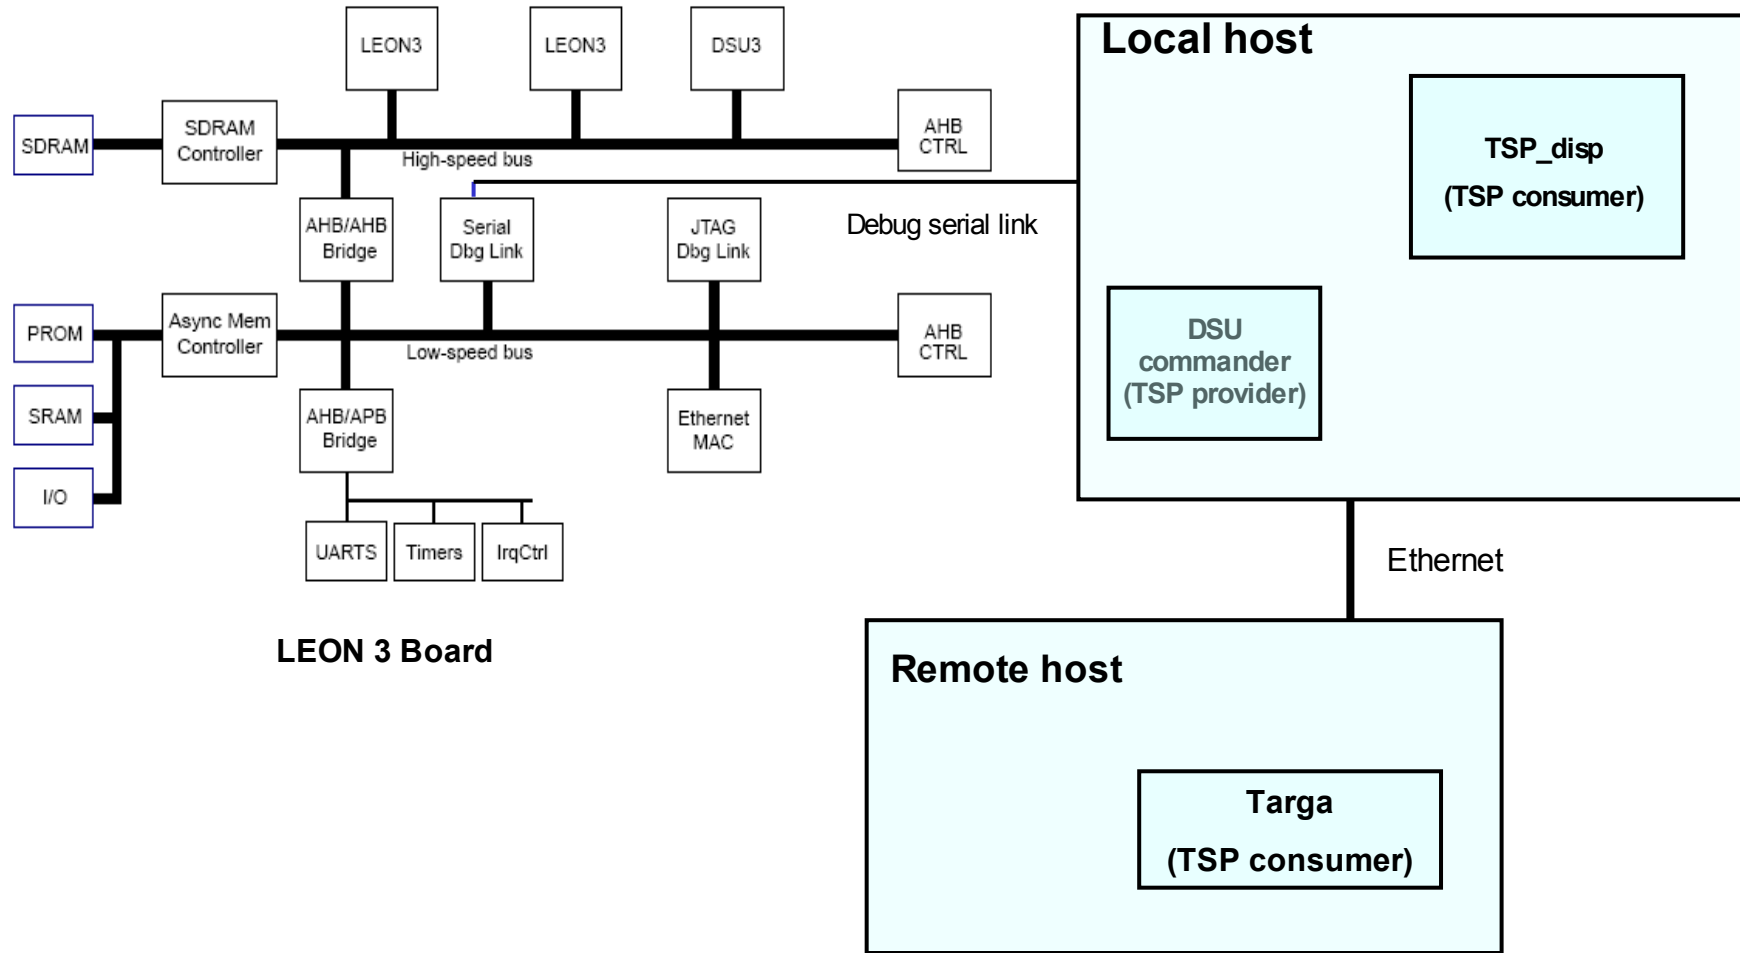 LEON3
LEON3
DSU3
Local host
SDRAM
SDRAM
Controller
AHB
CTRL
High-speed bus
TSP_disp
(TSP consumer)
AHB/AHB
Bridge
Serial
Dbg Link
JTAG
Dbg Link
Debug serial link
PROM
Async Mem
Controller
Low-speed bus
AHB
CTRL
DSU
commander
(TSP provider)
SRAM
AHB/APB
Bridge
Ethernet
MAC
I/O
UARTS
Timers
IrqCtrl
Ethernet
LEON 3 Board
Remote host
Targa
(TSP consumer)